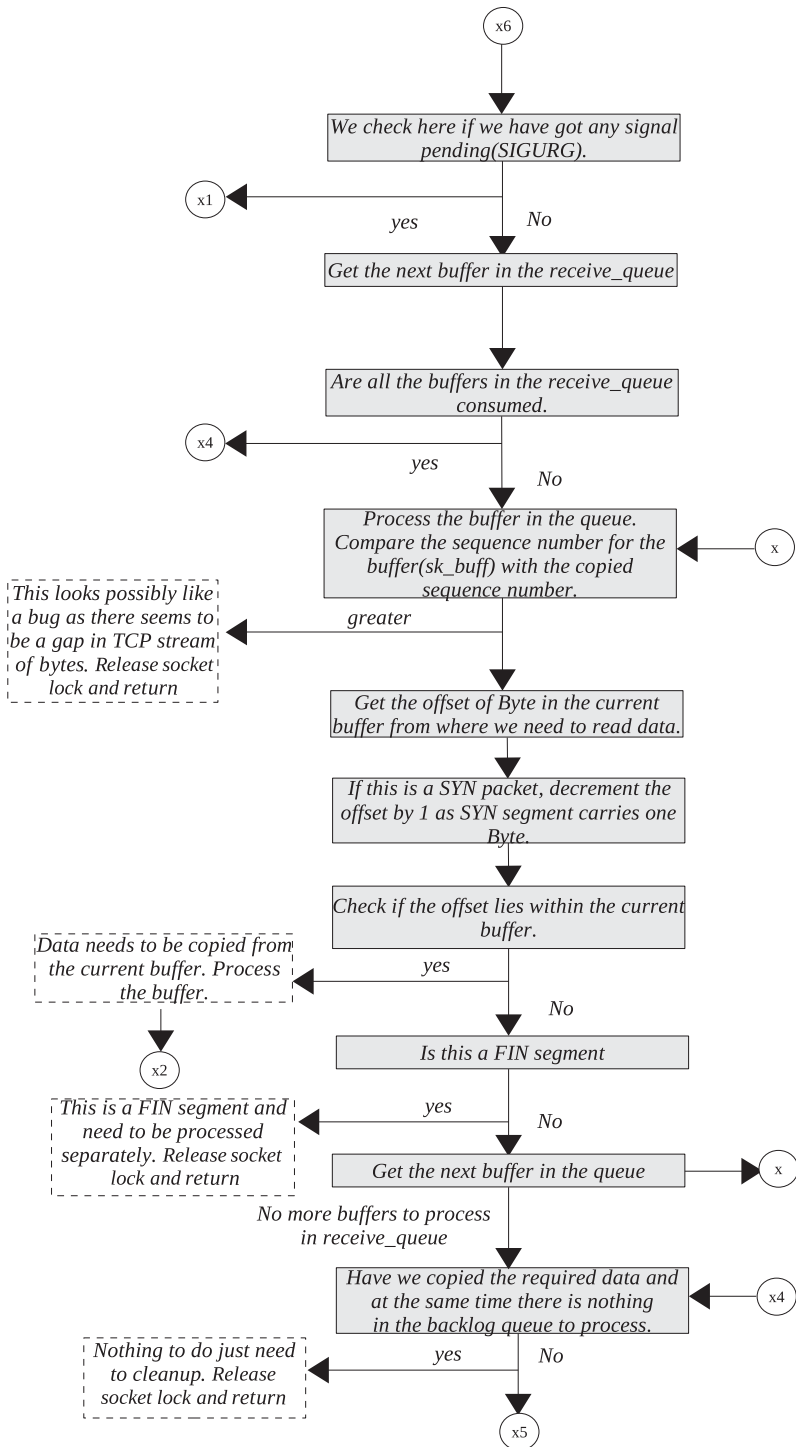 x6
We check here if we have got any signal
pending(SIGURG).
x1
yes
No
Get the next buffer in the receive_queue
Are all the buffers in the receive_queue
consumed.
x4
yes
No
Process the buffer in the queue.
Compare the sequence number for the
buffer(sk_buff) with the copied
sequence number.
x
This looks possibly like
a bug as there seems to
be a gap in TCP stream
of bytes. Release socket
lock and return
greater
Get the offset of Byte in the current
buffer from where we need to read data.
If this is a SYN packet, decrement the
offset by 1 as SYN segment carries one
Byte.
Check if the offset lies within the current
buffer.
Data needs to be copied from
the current buffer. Process
the buffer.
yes
No
x2
Is this a FIN segment
This is a FIN segment and
need to be processed
separately. Release socket
lock and return
yes
No
Get the next buffer in the queue
x
No more buffers to process
in receive_queue
Have we copied the required data and
at the same time there is nothing
in the backlog queue to process.
x4
Nothing to do just need
to cleanup. Release
socket lock and return
yes
No
x5